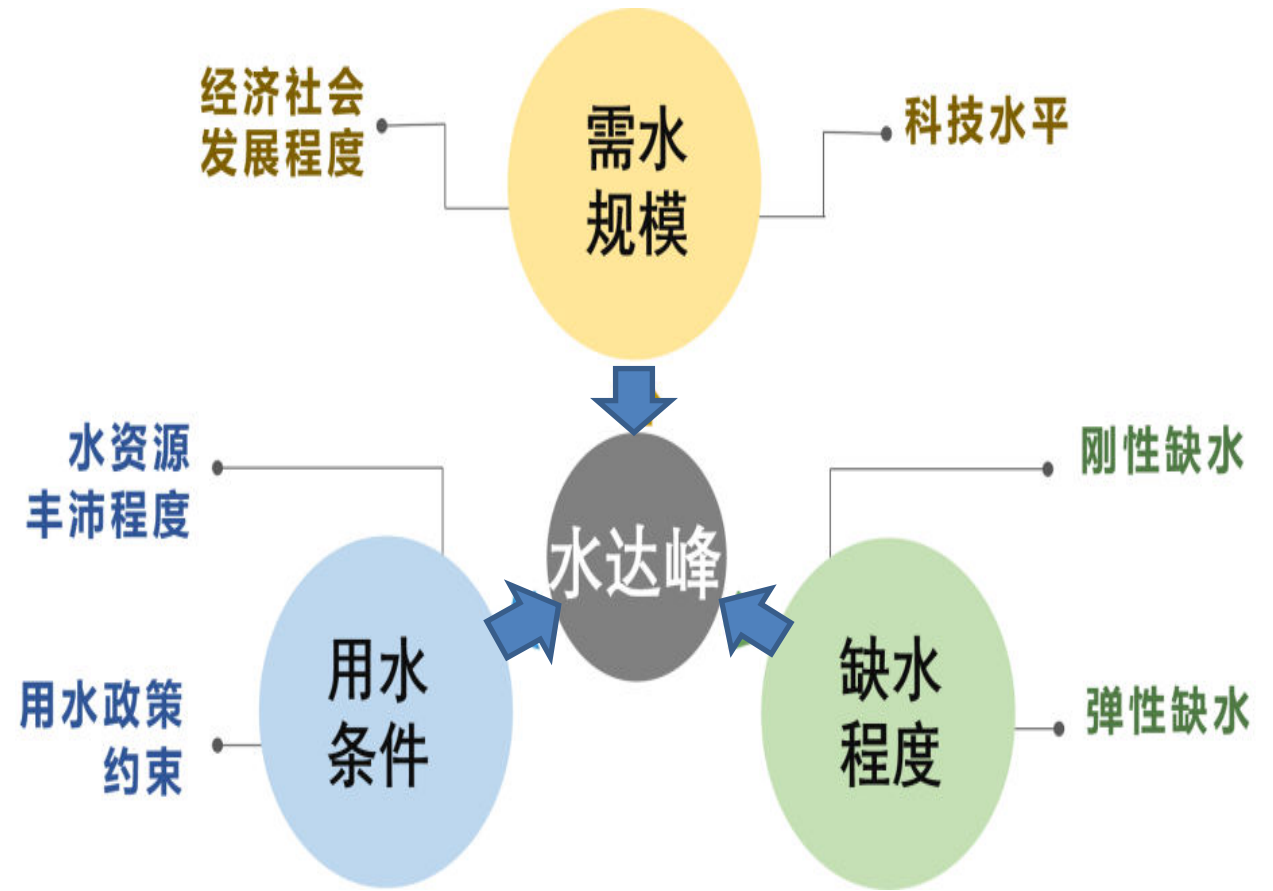 经济社会
发展程度
需水
规模
科技水平
水资源
丰沛程度
用水政策
约束
用水
条件
水达峰
刚性缺水
缺水
程度
弹性缺水